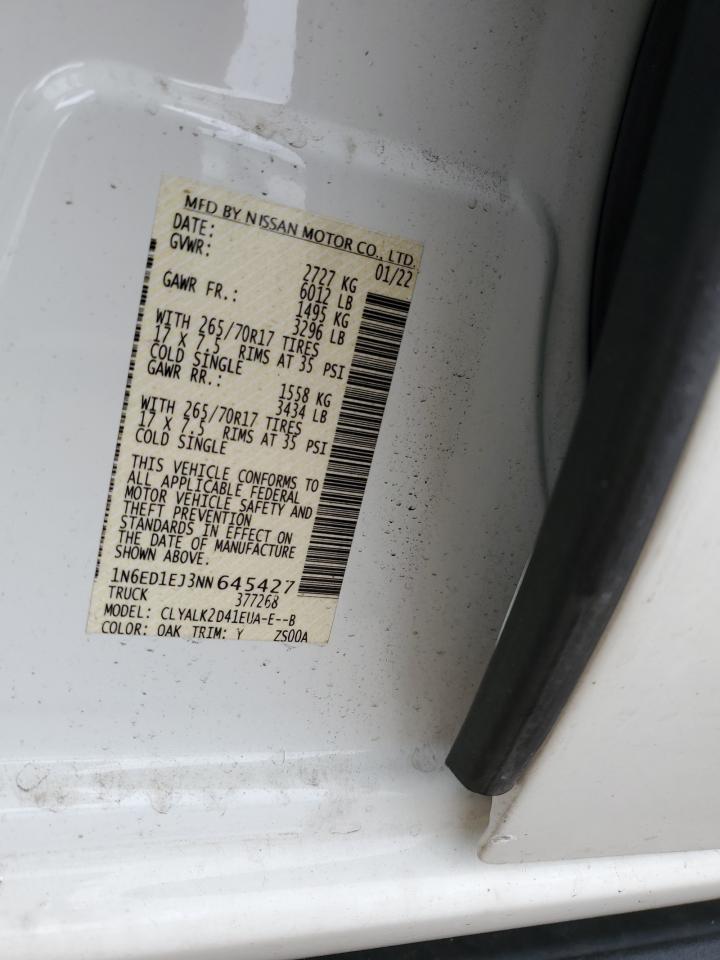 MFD BY NISSAN MOTOR CO., LTD.
DATE: 01/22
GVWR: 2727 KG
6012 LB
GAWR FR.: 1495 KG
3296 LB
WITH 265/70R17 TIRES
17 X 7.5 RIMS AT 35 PSI
COLD SINGLE
GAWR RR.: 1558 KG
3434 LB
WITH 265/70R17 TIRES
17 X 7.5 RIMS AT 35 PSI
COLD SINGLE
THIS VEHICLE CONFORMS TO
ALL APPLICABLE FEDERAL
MOTOR VEHICLE SAFETY AND
THEFT PREVENTION
STANDARDS IN EFFECT ON
THE DATE OF MANUFACTURE
SHOWN ABOVE.
1N6ED1EJ3NN645427
TRUCK 377268
MODEL: CLYALK2D41EUA-E--B
COLOR: QAK TRIM: Y ZS00A